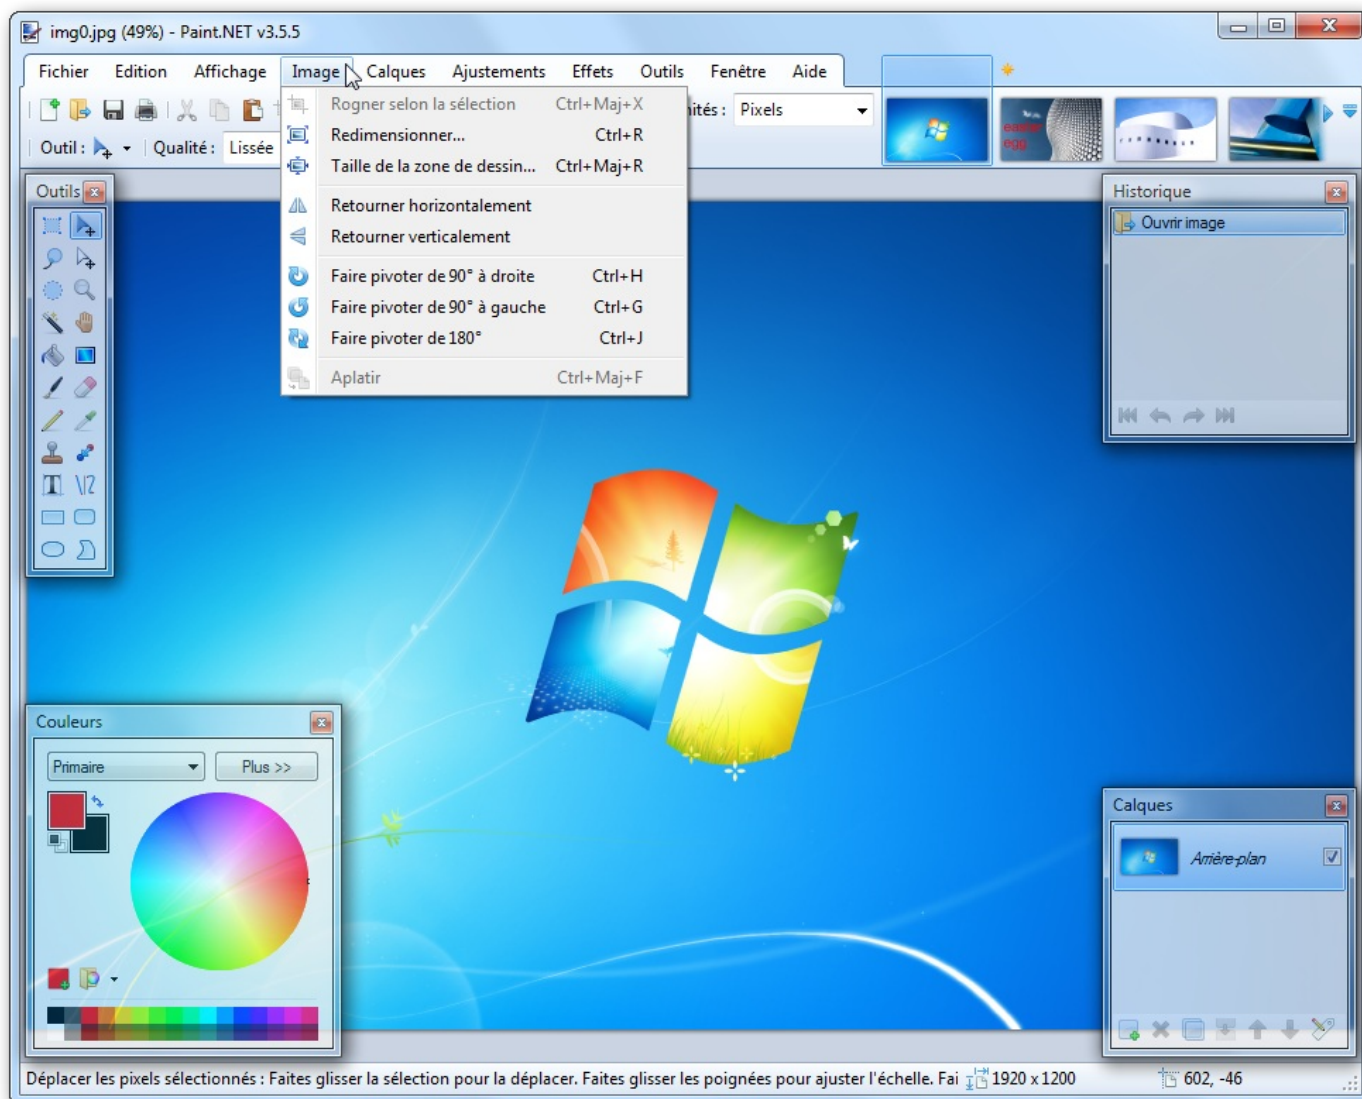 img0.jpg (49%) - Paint.NET v3.5.5
Fichier Edition Affichage Image Calques Ajustements Effets Outils Fenêtre Aide
Pixels
Outil : Qualité : Lissée
easter
egg
Rogner selon la sélection Ctrl+Maj+X
Redimensionner... Ctrl+R
Taille de la zone de dessin... Ctrl+Maj+R
Retourner horizontalement
Retourner verticalement
Faire pivoter de 90° à droite Ctrl+H
Faire pivoter de 90° à gauche Ctrl+G
Faire pivoter de 180° Ctrl+J
Aplatir Ctrl+Maj+F
Outils
Historique
Ouvrir image
Couleurs
Primaire Plus >>
Calques
Arrière-plan
Déplacer les pixels sélectionnés : Faites glisser la sélection pour la déplacer. Faites glisser les poignées pour ajuster l'échelle. Fai 1920 x 1200 602, -46